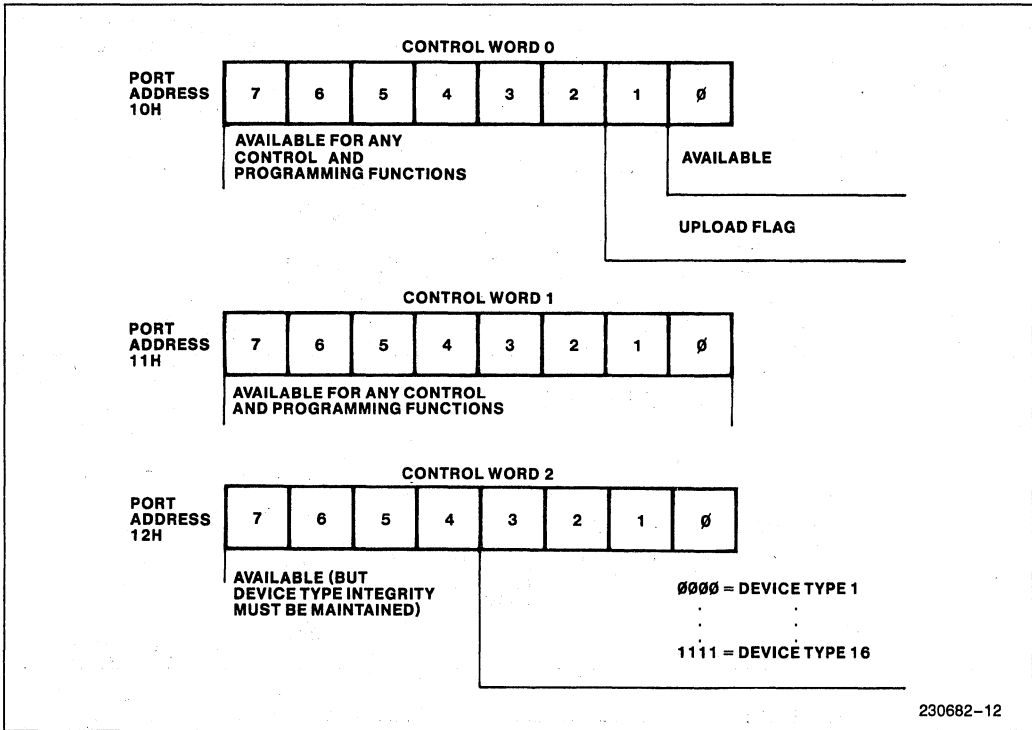 CONTROL WORD 0
PORT
ADDRESS
10H
7 6 5 4 3 2 1 Ø
AVAILABLE FOR ANY
CONTROL AND
PROGRAMMING FUNCTIONS
AVAILABLE
UPLOAD FLAG
CONTROL WORD 1
PORT
ADDRESS
11H
7 6 5 4 3 2 1 Ø
AVAILABLE FOR ANY CONTROL
AND PROGRAMMING FUNCTIONS
CONTROL WORD 2
PORT
ADDRESS
12H
7 6 5 4 3 2 1 Ø
AVAILABLE (BUT
DEVICE TYPE INTEGRITY
MUST BE MAINTAINED)
ØØØØ = DEVICE TYPE 1
. .
. .
. .
1111 = DEVICE TYPE 16
230682-12